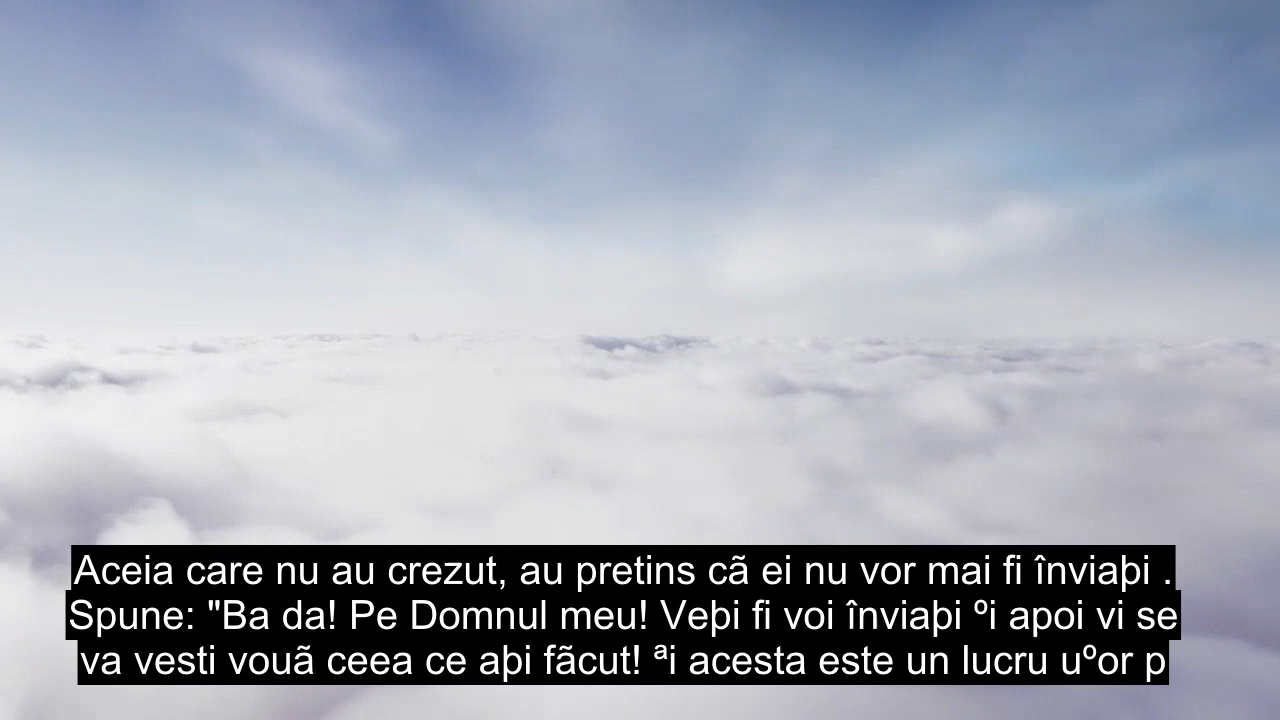 Aceia care nu au crezut, au pretins cã ei nu vor mai fi înviaþi .
Spune: "Ba da! Pe Domnul meu! Veþi fi voi înviaþi ºi apoi vi se
va vesti vouã ceea ce aþi fãcut! ªi acesta este un lucru uºor p